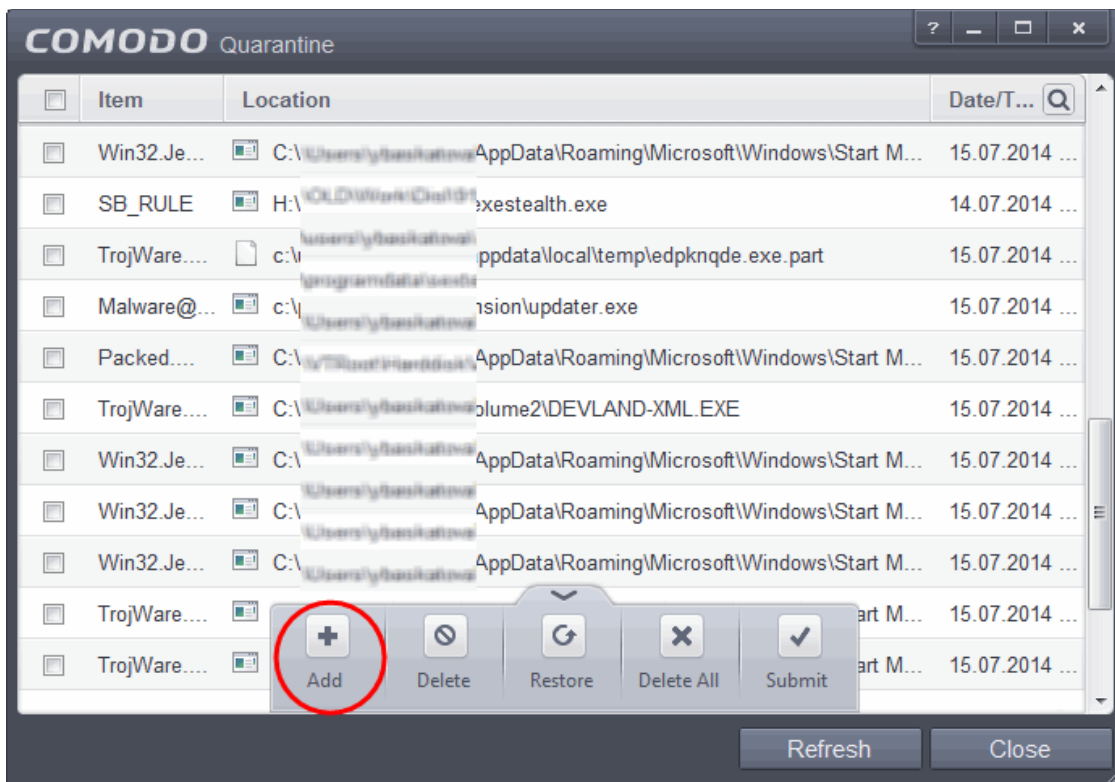 COMODO Quarantine
Item Location Date/T...
Win32.Je... C:\ AppData\Roaming\Microsoft\Windows\Start M... 15.07.2014 ...
SB_RULE H:\ exestealth.exe 14.07.2014 ...
TrojWare.... c:\ ppdata\local\temp\edpknqde.exe.part 15.07.2014 ...
Malware@... c:\ nsion\updater.exe 15.07.2014 ...
Packed.... C:\ AppData\Roaming\Microsoft\Windows\Start M... 15.07.2014 ...
TrojWare.... C:\ olume2\DEVLAND-XML.EXE 15.07.2014 ...
Win32.Je... C:\ AppData\Roaming\Microsoft\Windows\Start M... 15.07.2014 ...
Win32.Je... C:\ AppData\Roaming\Microsoft\Windows\Start M... 15.07.2014 ...
Win32.Je... C:\ AppData\Roaming\Microsoft\Windows\Start M... 15.07.2014 ...
TrojWare.... art M... 15.07.2014 ...
TrojWare.... art M... 15.07.2014 ...
Add Delete Restore Delete All Submit
Refresh Close